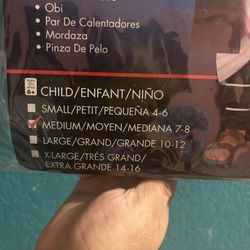 • Obi
• Par De Calentadores
• Mordaza
• Pinza De Pelo
6+
CHILD/ENFANT/NIÑO
SMALL/PETIT/PEQUEÑA 4-6
MEDIUM/MOYEN/MEDIANA 7-8
LARGE/GRAND/GRANDE 10-12
X-LARGE/TRÉS GRAND/
EXTRA GRANDE 14-16